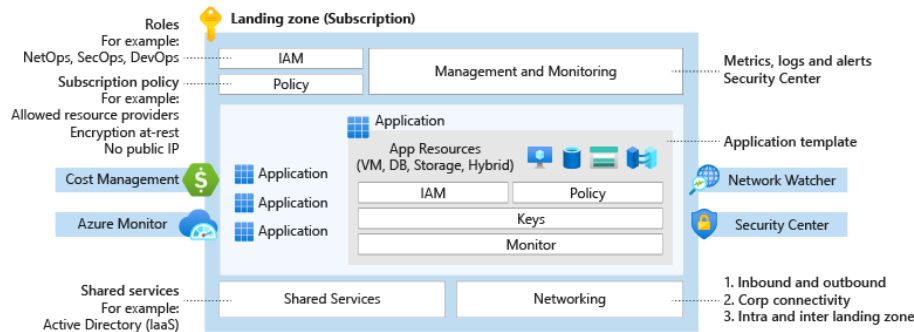 Landing zone (Subscription)
Roles
For example:
NetOps, SecOps, DevOps
Subscription policy
For example:
Allowed resource providers
Encryption at-rest
No public IP
Cost Management
Azure Monitor
Shared services
For example:
Active Directory (IaaS)
IAM
Policy
Management and Monitoring
Application
Application
Application
Application
App Resources
(VM, DB, Storage, Hybrid)
IAM
Policy
Keys
Monitor
Shared Services
Networking
Metrics, logs and alerts
Security Center
Application template
Network Watcher
Security Center
1. Inbound and outbound
2. Corp connectivity
3. Intra and inter landing zone